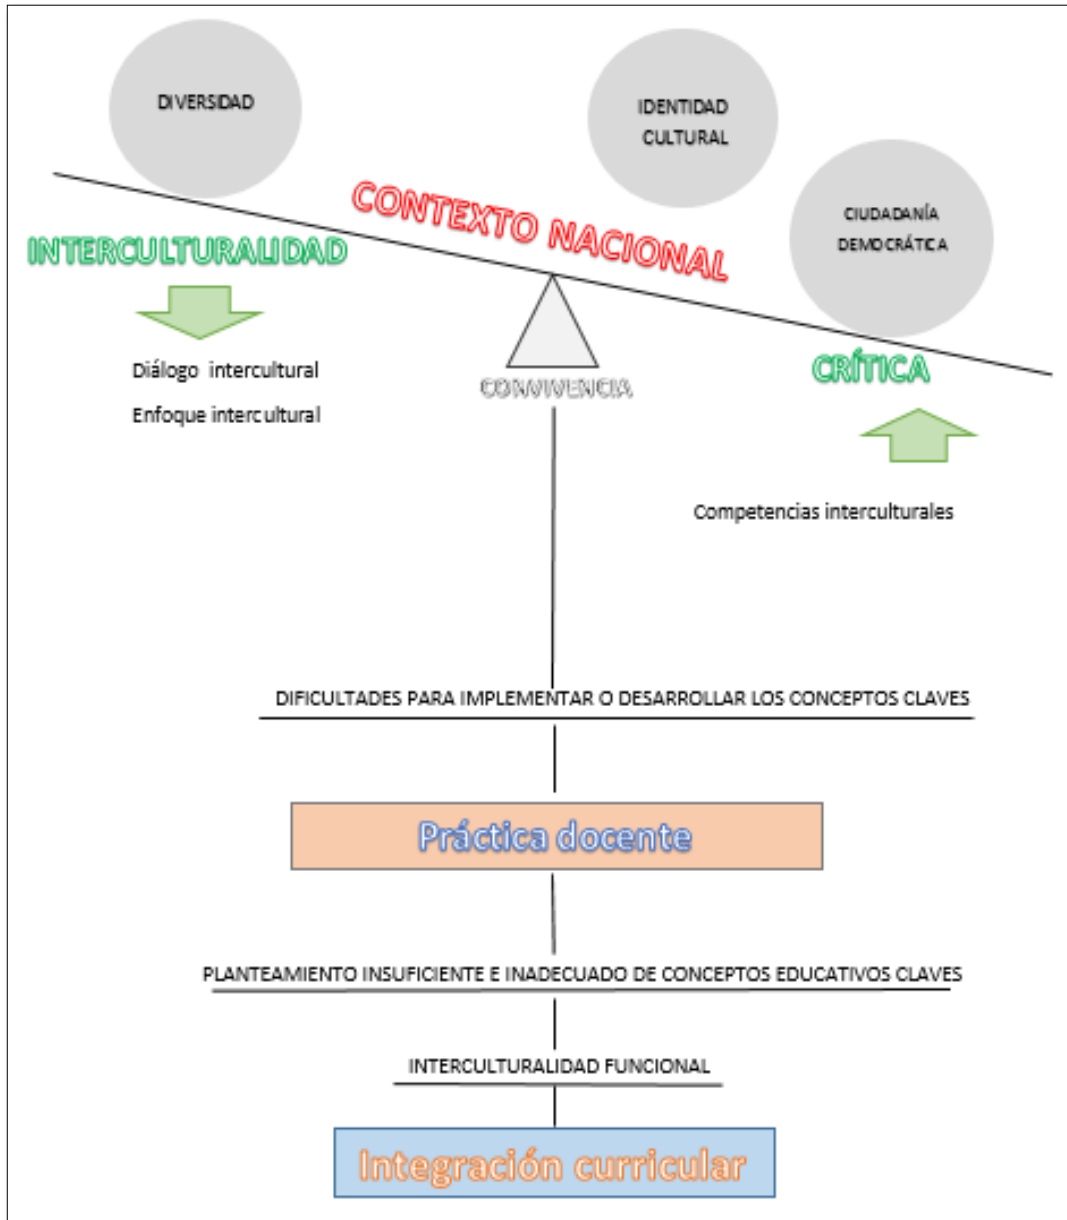 DIVERSIDAD
IDENTIDAD
CULTURAL
CIUDADANÍA
DEMOCRÁTICA
CONTEXTO NACIONAL
INTERCULTURALIDAD
CRÍTICA
CONVIVENCIA
Diálogo intercultural
Enfoque intercultural
Competencias interculturales
DIFICULTADES PARA IMPLEMENTAR O DESARROLLAR LOS CONCEPTOS CLAVES
Práctica docente
PLANTEAMIENTO INSUFICIENTE E INADECUADO DE CONCEPTOS EDUCATIVOS CLAVES
INTERCULTURALIDAD FUNCIONAL
Integración curricular